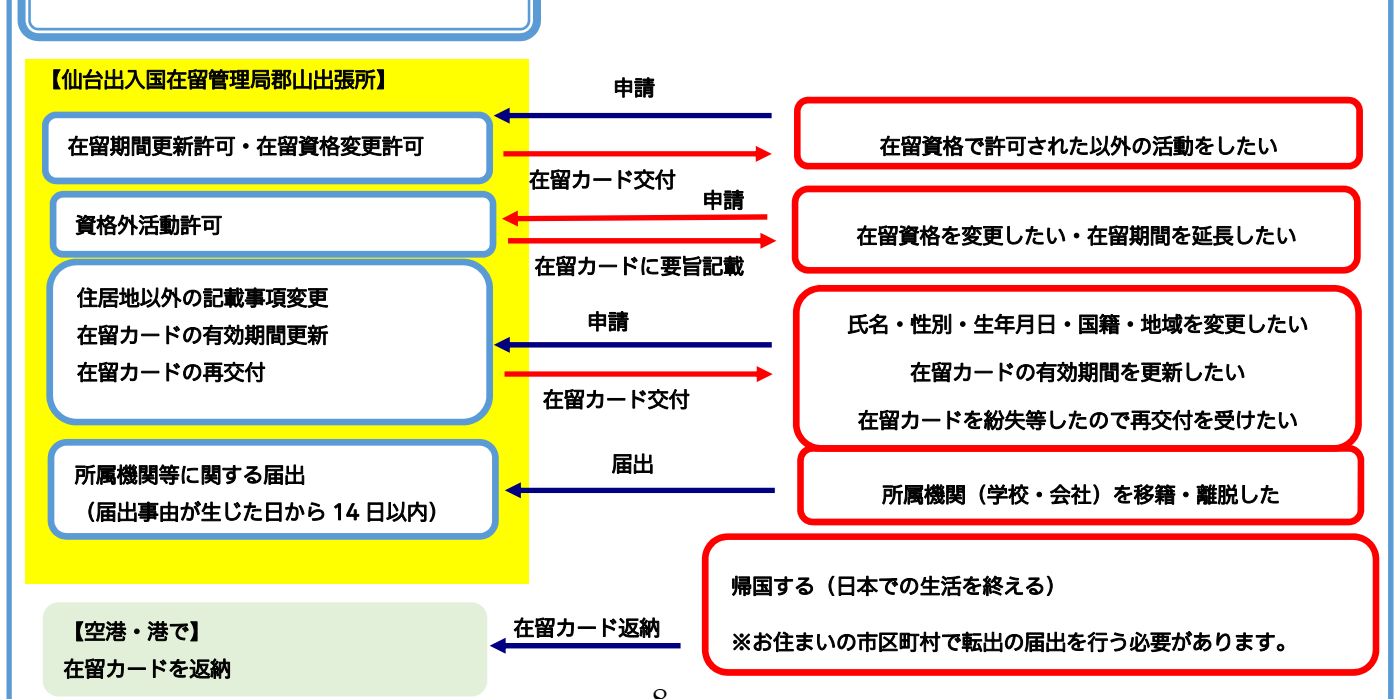 【仙台出入国在留管理局郡山出張所】
申請
在留期間更新許可・在留資格変更許可
在留資格で許可された以外の活動をしたい
在留カード交付
申請
資格外活動許可
在留資格を変更したい・在留期間を延長したい
在留カードに要旨記載
住居地以外の記載事項変更
在留カードの有効期間更新
在留カードの再交付
申請
氏名・性別・生年月日・国籍・地域を変更したい
在留カードの有効期間を更新したい
在留カードを紛失等したので再交付を受けたい
在留カード交付
所属機関等に関する届出
（届出事由が生じた日から 14 日以内）
届出
所属機関（学校・会社）を移籍・離脱した
帰国する（日本での生活を終える）
※お住まいの市区町村で転出の届出を行う必要があります。
在留カード返納
【空港・港で】
在留カードを返納